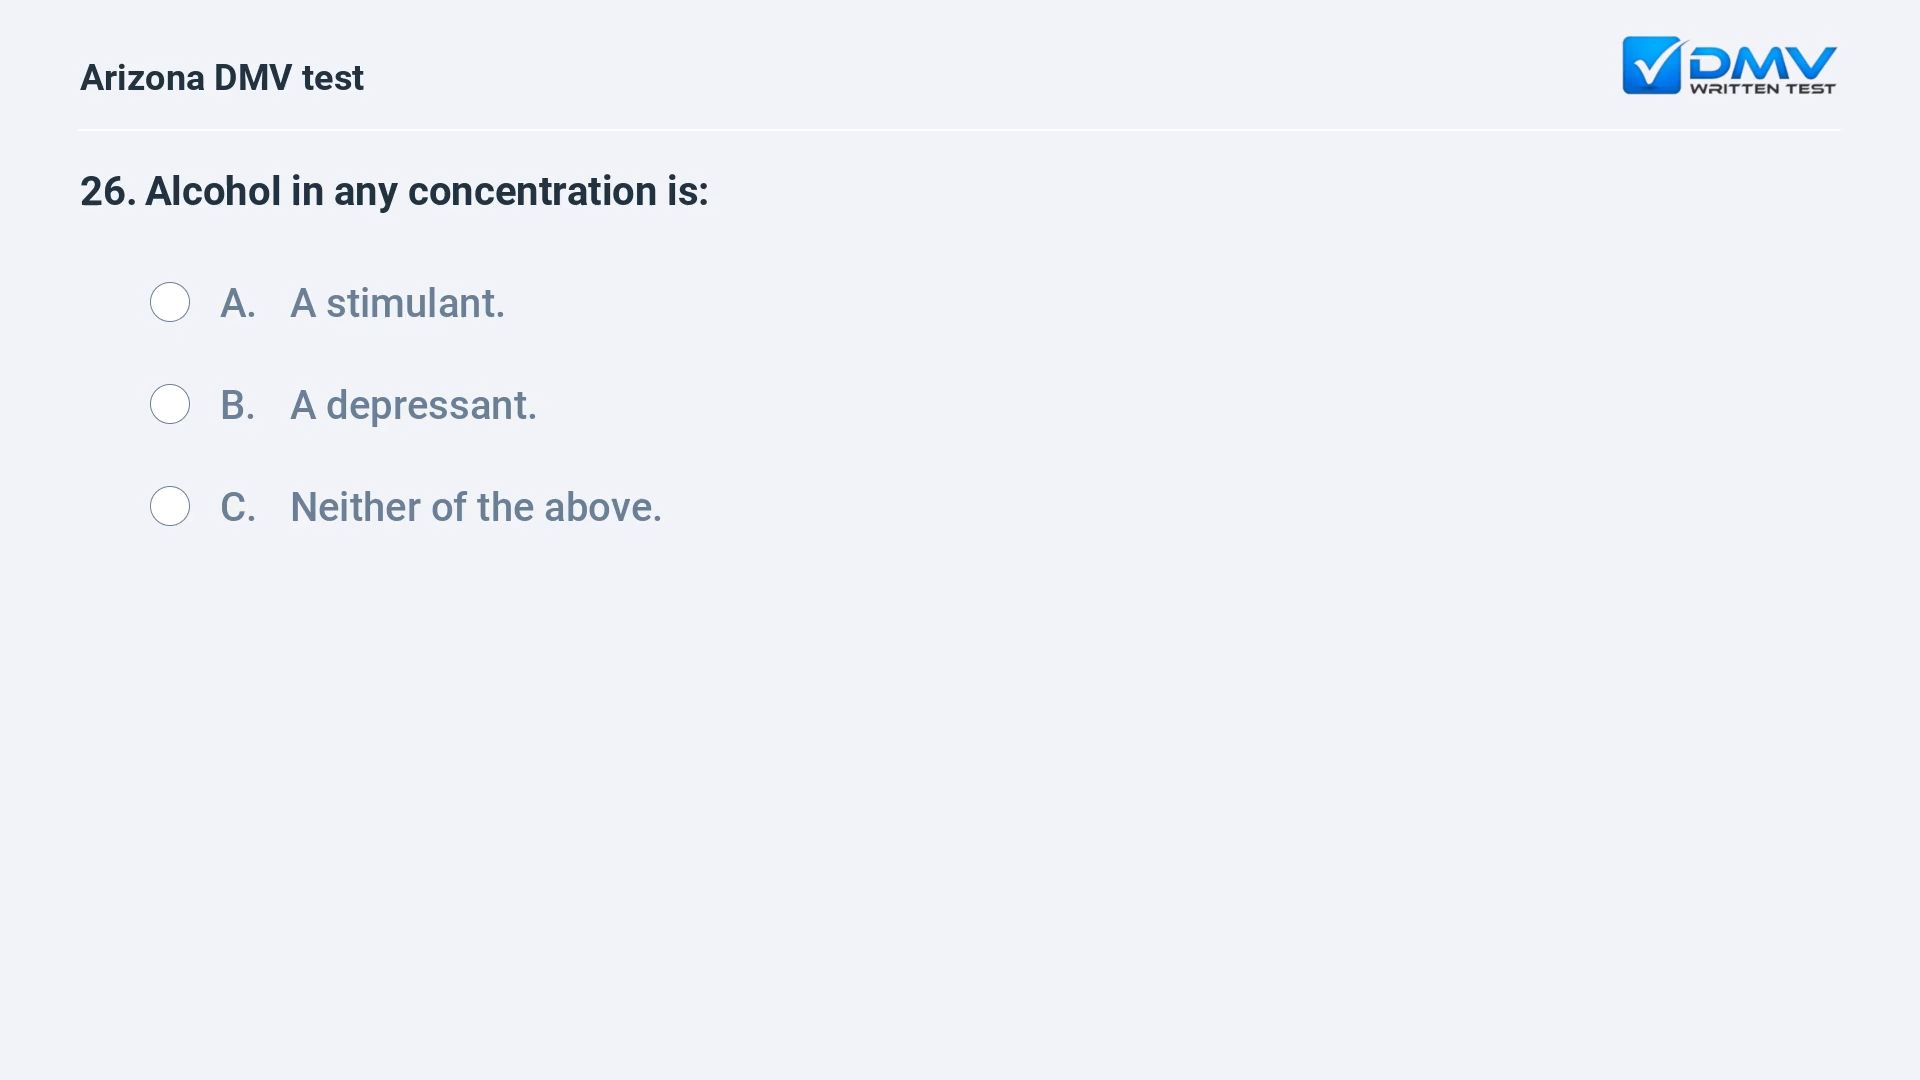 Arizona DMV test
DMV
WRITTEN TEST
26. Alcohol in any concentration is:
A. A stimulant.
B. A depressant.
C. Neither of the above.